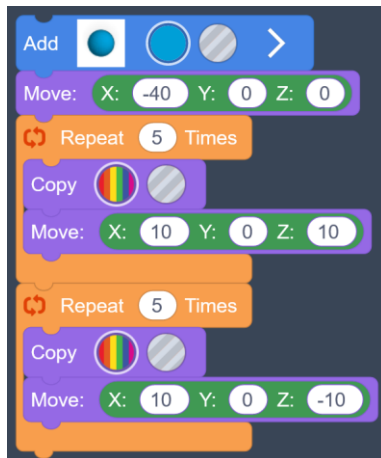 Add
Move: X: -40 Y: 0 Z: 0
Repeat 5 Times
Copy
Move: X: 10 Y: 0 Z: 10
Repeat 5 Times
Copy
Move: X: 10 Y: 0 Z: -10